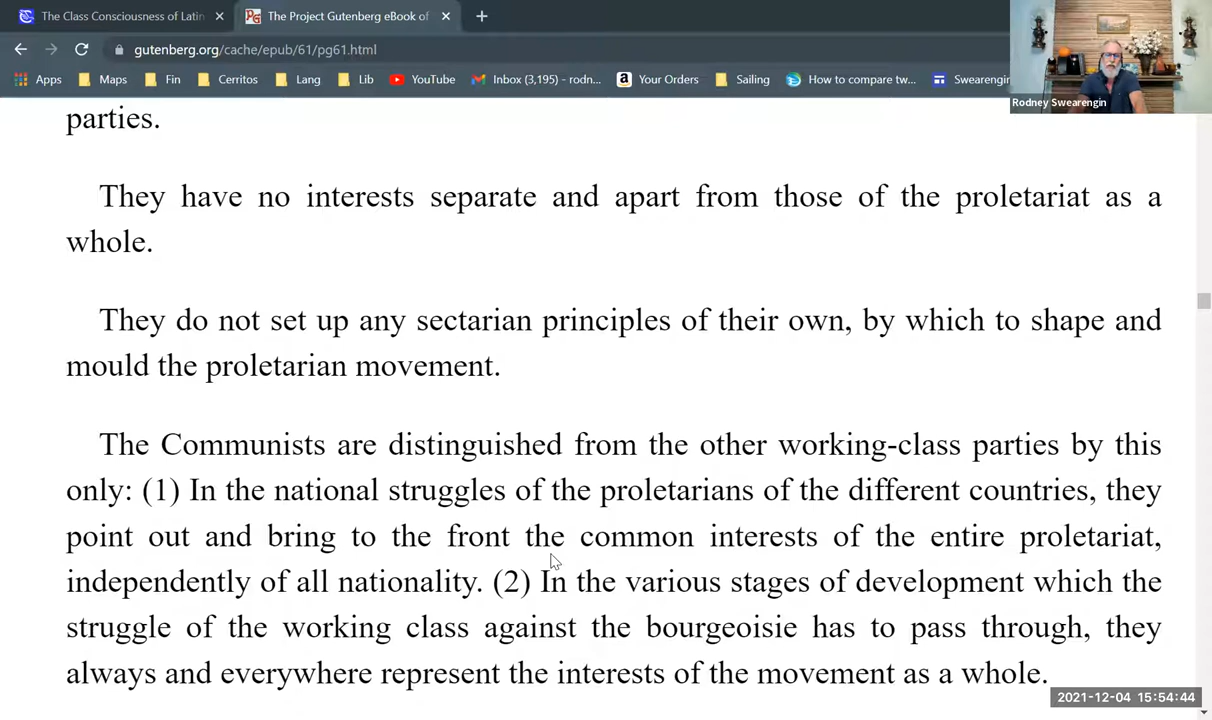 The Class Consciousness of Latin
The Project Gutenberg eBook of
gutenberg.org/cache/epub/61/pg61.html
Apps Maps Fin Cerritos Lang Lib YouTube Inbox (3,195) - rodn... Your Orders Sailing How to compare tw... Swearengin
Rodney Swearengin
parties.
They have no interests separate and apart from those of the proletariat as a
whole.
They do not set up any sectarian principles of their own, by which to shape and
mould the proletarian movement.
The Communists are distinguished from the other working-class parties by this
only: (1) In the national struggles of the proletarians of the different countries, they
point out and bring to the front the common interests of the entire proletariat,
independently of all nationality. (2) In the various stages of development which the
struggle of the working class against the bourgeoisie has to pass through, they
always and everywhere represent the interests of the movement as a whole.
2021-12-04 15:54:44